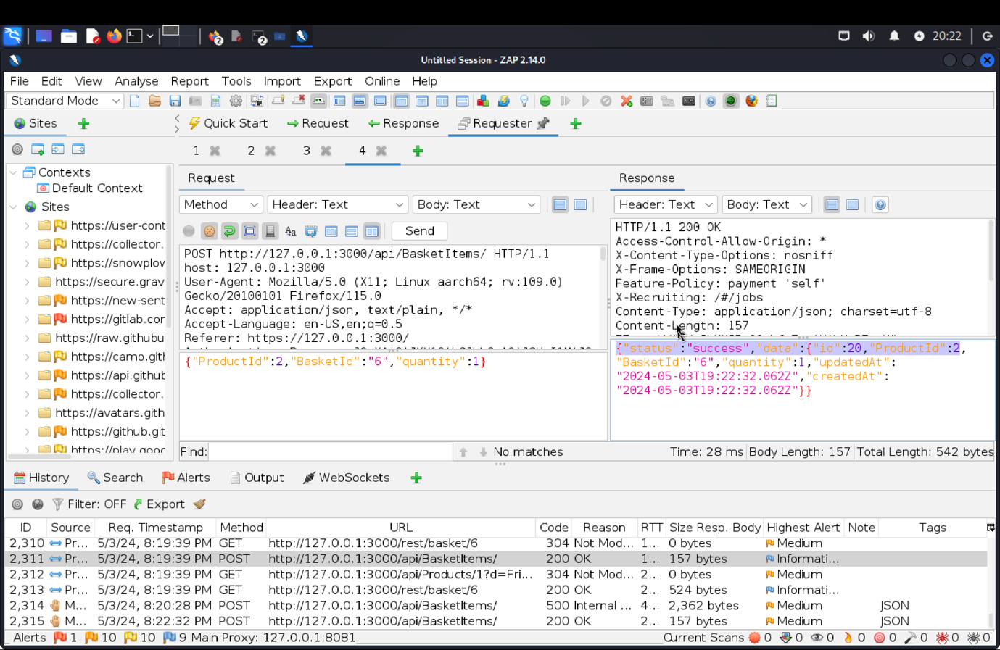 2
2
20:22
Untitled Session - ZAP 2.14.0
File Edit View Analyse Report Tools Import Export Online Help
Standard Mode
Sites
Quick Start Request Response Requester
1 2 3 4
Contexts
Default Context
Sites
https://user-cont
https://collector.
https://snowplow
https://secure.grav
https://new-sent
https://gitlab.cor
https://raw.githubu
https://camo.gith
https://api.github
https://collector.
https://avatars.gith
https://github.git
https://play.goog
Request
Method Header: Text Body: Text
Send
POST http://127.0.0.1:3000/api/BasketItems/ HTTP/1.1
host: 127.0.0.1:3000
User-Agent: Mozilla/5.0 (X11; Linux aarch64; rv:109.0)
Gecko/20100101 Firefox/115.0
Accept: application/json, text/plain, */*
Accept-Language: en-US,en;q=0.5
Referer: https://127.0.0.1:3000/
{"ProductId":2,"BasketId":"6","quantity":1}
Response
Header: Text Body: Text
HTTP/1.1 200 OK
Access-Control-Allow-Origin: *
X-Content-Type-Options: nosniff
X-Frame-Options: SAMEORIGIN
Feature-Policy: payment 'self'
X-Recruiting: /#/jobs
Content-Type: application/json; charset=utf-8
Content-Length: 157
{"status":"success","data":{"id":20,"ProductId":2,
"BasketId":"6","quantity":1,"updatedAt":
"2024-05-03T19:22:32.062Z","createdAt":
"2024-05-03T19:22:32.062Z"}}
Find: No matches Time: 28 ms Body Length: 157 Total Length: 542 bytes
History Search Alerts Output WebSockets
Filter: OFF Export
ID Source Req. Timestamp Method URL Code Reason RTT Size Resp. Body Highest Alert Note Tags
2,310 Pr... 5/3/24, 8:19:39 PM GET http://127.0.0.1:3000/rest/basket/6 304 Not Mod... 1... 0 bytes Medium
2,311 Pr... 5/3/24, 8:19:39 PM POST http://127.0.0.1:3000/api/BasketItems/ 200 OK 1... 157 bytes Informati...
2,312 Pr... 5/3/24, 8:19:39 PM GET http://127.0.0.1:3000/api/Products/1?d=Fri... 304 Not Mod... 2... 0 bytes Medium
2,313 Pr... 5/3/24, 8:19:39 PM GET http://127.0.0.1:3000/rest/basket/6 200 OK 2... 524 bytes Informati...
2,314 M... 5/3/24, 8:20:28 PM POST http://127.0.0.1:3000/api/BasketItems/ 500 Internal ... 4... 2,362 bytes Medium JSON
2,315 M... 5/3/24, 8:22:32 PM POST http://127.0.0.1:3000/api/BasketItems/ 200 OK 2... 157 bytes Medium JSON
Alerts 1 10 10 9 Main Proxy: 127.0.0.1:8081 Current Scans 0 0 0 0 0 0 0 0